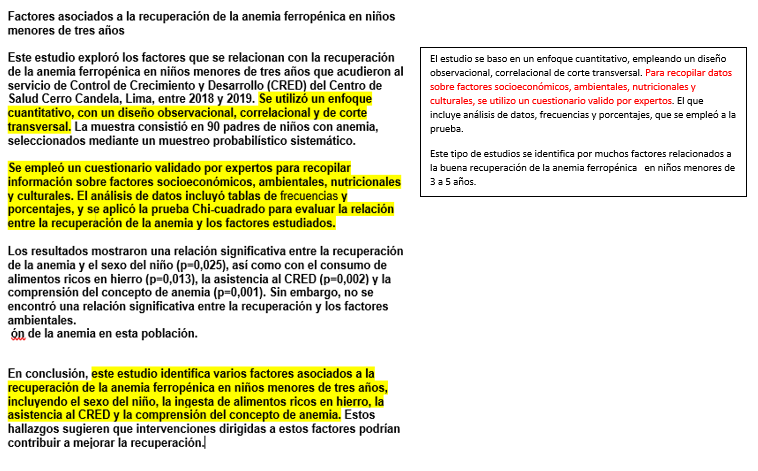 Factores asociados a la recuperación de la anemia ferropénica en niños
menores de tres años
Este estudio exploró los factores que se relacionan con la recuperación
de la anemia ferropénica en niños menores de tres años que acudieron al
servicio de Control de Crecimiento y Desarrollo (CRED) del Centro de
Salud Cerro Candela, Lima, entre 2018 y 2019. Se utilizó un enfoque
cuantitativo, con un diseño observacional, correlacional y de corte
transversal. La muestra consistió en 90 padres de niños con anemia,
seleccionados mediante un muestreo probabilístico sistemático.
Se empleó un cuestionario validado por expertos para recopilar
información sobre factores socioeconómicos, ambientales, nutricionales
y culturales. El análisis de datos incluyó tablas de frecuencias y
porcentajes, y se aplicó la prueba Chi-cuadrado para evaluar la relación
entre la recuperación de la anemia y los factores estudiados.
Los resultados mostraron una relación significativa entre la recuperación
de la anemia y el sexo del niño (p=0,025), así como con el consumo de
alimentos ricos en hierro (p=0,013), la asistencia al CRED (p=0,002) y la
comprensión del concepto de anemia (p=0,001). Sin embargo, no se
encontró una relación significativa entre la recuperación y los factores
ambientales.
ón de la anemia en esta población.
En conclusión, este estudio identifica varios factores asociados a la
recuperación de la anemia ferropénica en niños menores de tres años,
incluyendo el sexo del niño, la ingesta de alimentos ricos en hierro, la
asistencia al CRED y la comprensión del concepto de anemia. Estos
hallazgos sugieren que intervenciones dirigidas a estos factores podrían
contribuir a mejorar la recuperación.
El estudio se baso en un enfoque cuantitativo, empleando un diseño
observacional, correlacional de corte transversal. Para recopilar datos
sobre factores socioeconómicos, ambientales, nutricionales y
culturales, se utilizo un cuestionario valido por expertos. El que
incluye análisis de datos, frecuencias y porcentajes, que se empleó a la
prueba.
Este tipo de estudios se identifica por muchos factores relacionados a
la buena recuperación de la anemia ferropénica en niños menores de
3 a 5 años.